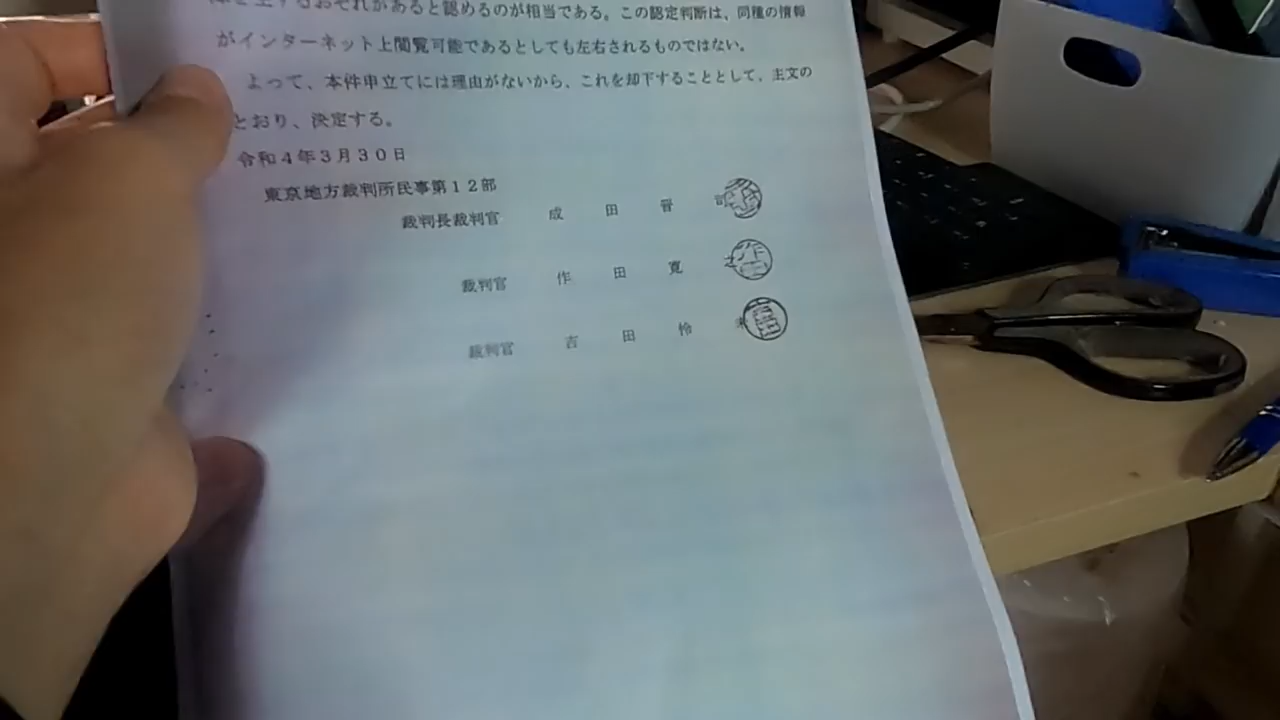 を生ずるおそれがあると認めるのが相当である。この認定判断は、同種の情報
がインターネット上閲覧可能であるとしても左右されるものではない。
よって、本件申立てには理由がないから、これを却下することとして、主文の
とおり、決定する。
令和4年3月30日
東京地方裁判所民事第12部
裁判長裁判官 成田晋司
裁判官 作田寛之
裁判官 吉田怜未